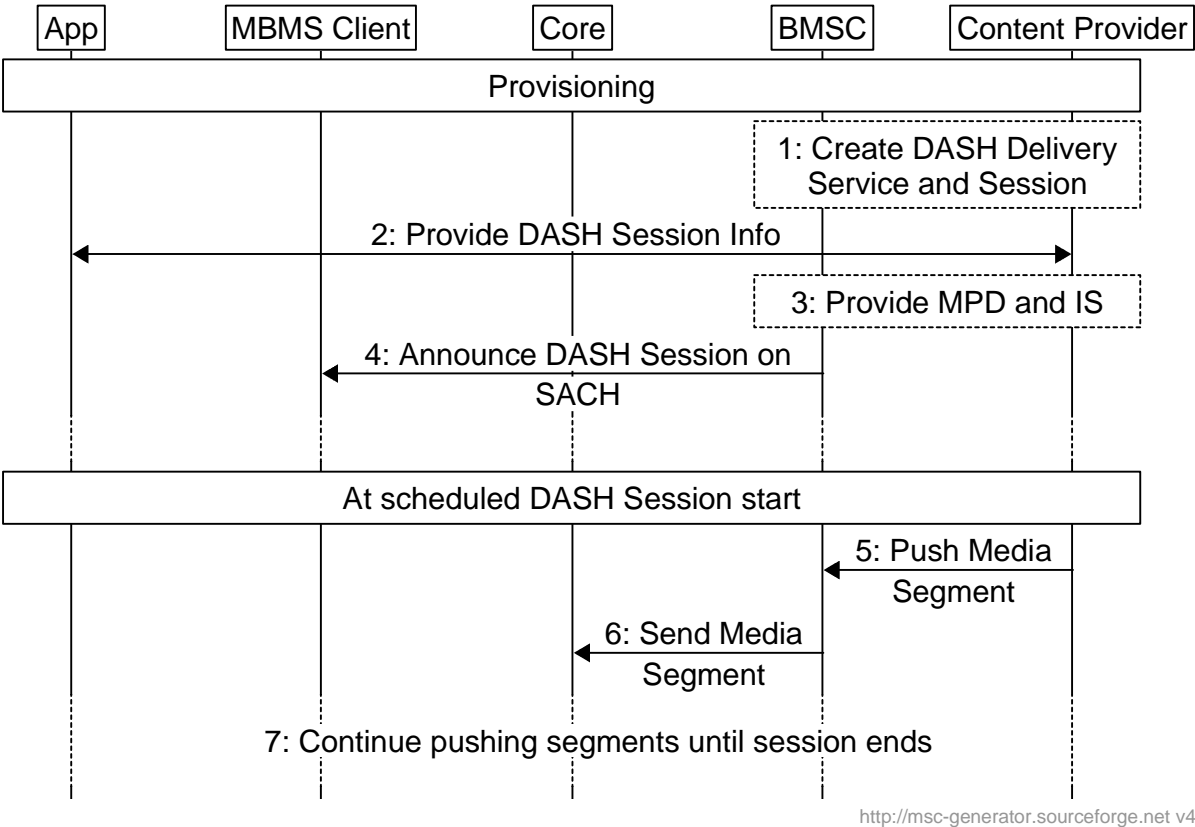 App
MBMS Client
Core
BMSC
Content Provider
Provisioning
1: Create DASH Delivery
Service and Session
2: Provide DASH Session Info
3: Provide MPD and IS
4: Announce DASH Session on
SACH
At scheduled DASH Session start
5: Push Media
Segment
6: Send Media
Segment
7: Continue pushing segments until session ends
http://msc-generator.sourceforge.net v4